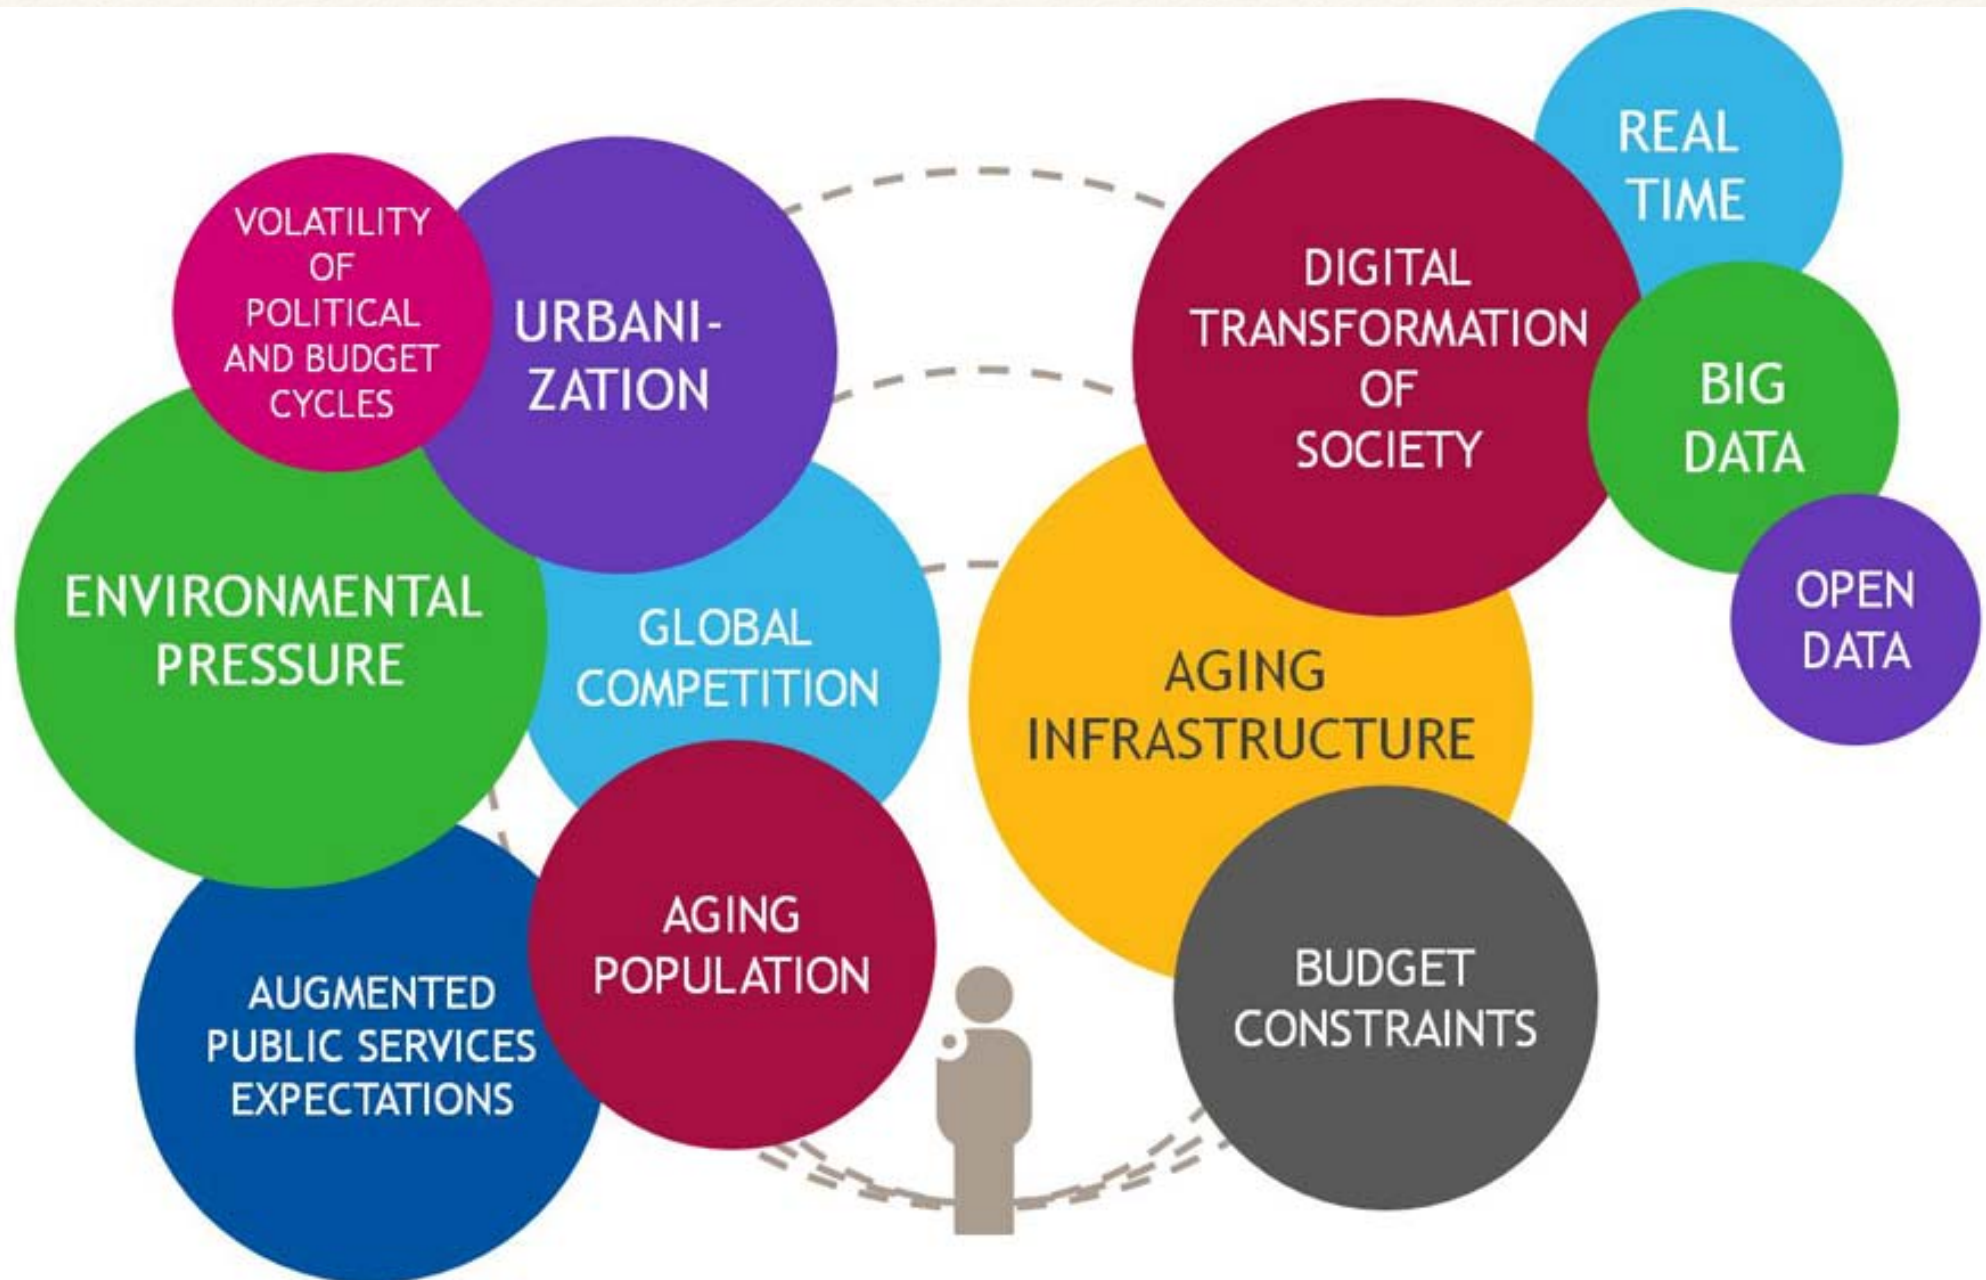 VOLATILITY
OF
POLITICAL
AND BUDGET
CYCLES
URBANI-
ZATION
ENVIRONMENTAL
PRESSURE
GLOBAL
COMPETITION
AUGMENTED
PUBLIC SERVICES
EXPECTATIONS
AGING
POPULATION
DIGITAL
TRANSFORMATION
OF
SOCIETY
REAL
TIME
BIG
DATA
OPEN
DATA
AGING
INFRASTRUCTURE
BUDGET
CONSTRAINTS